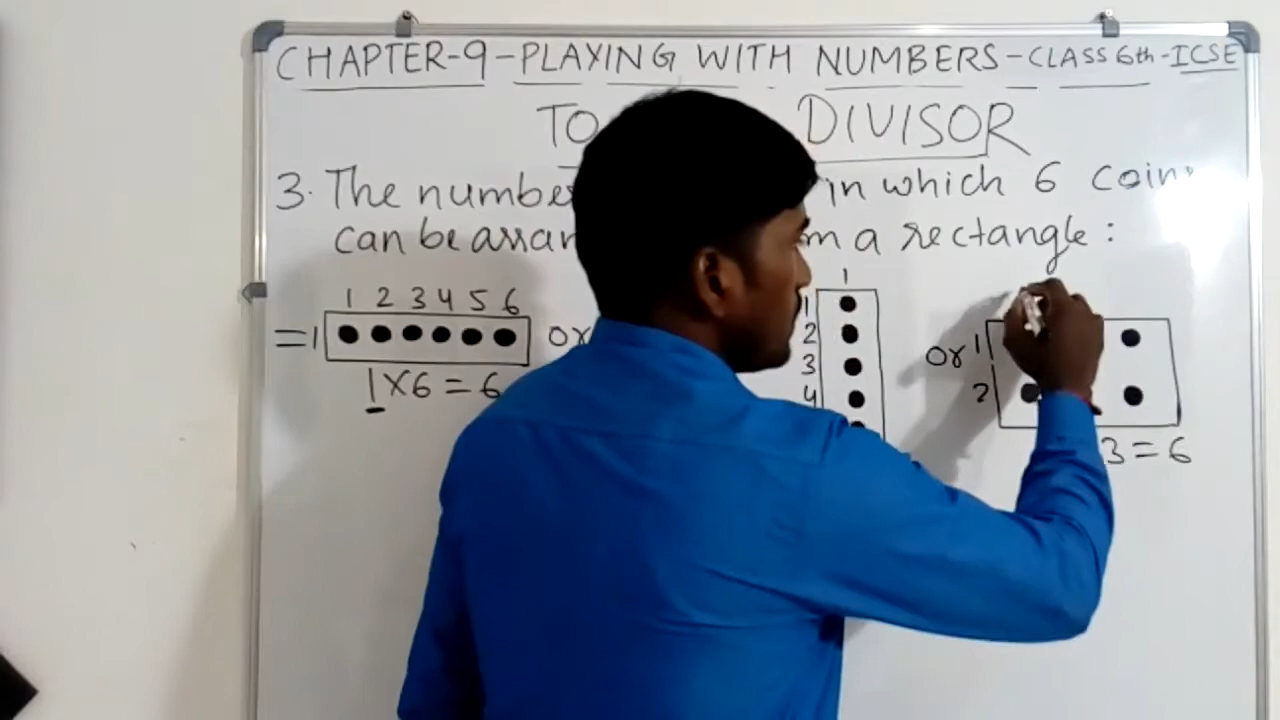 CHAPTER-9-PLAYING WITH NUMBERS-CLASS 6th-ICSE
TO DIVISOR
3. The number in which 6 coins
can be a rectangle:
1 2 3 4 5 6
=1 or
1X6=6
1
1
2
3
4
or 1
2
3=6